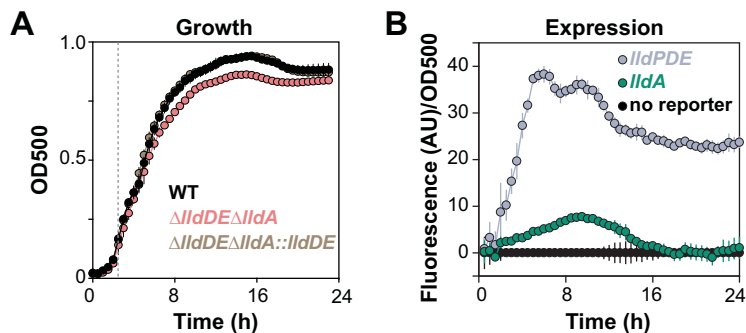 A
Growth
OD500
1.0
0.5
0
WT
ΔlldDEΔlldA
ΔlldDEΔlldA::lldDE
0
8
16
24
Time (h)
B
Expression
Fluorescence (AU)/OD500
40
30
20
10
0
lldPDE
lldA
no reporter
0
8
16
24
Time (h)